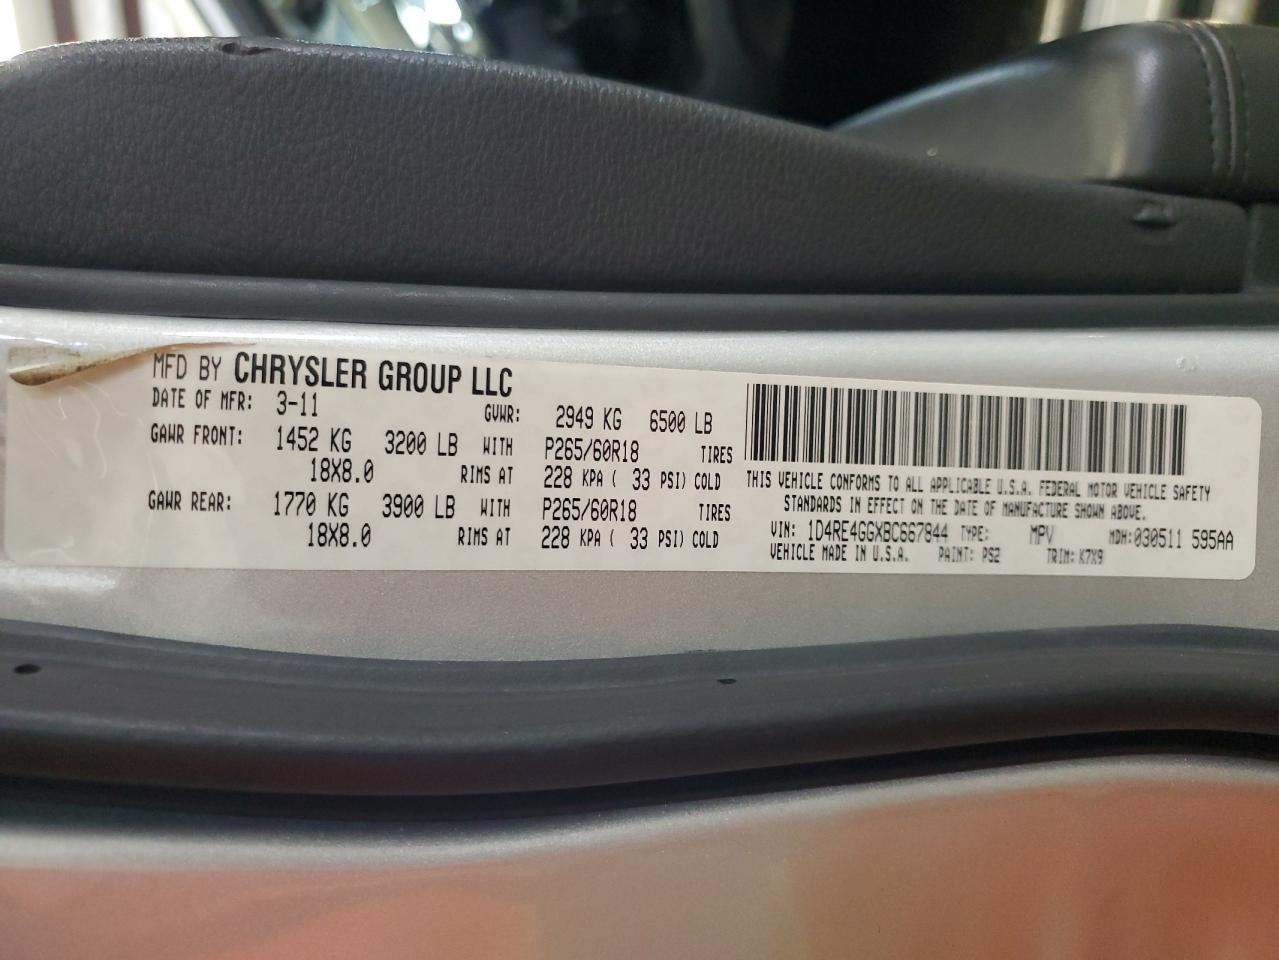 MFD BY CHRYSLER GROUP LLC
DATE OF MFR: 3-11 GVWR: 2949 KG 6500 LB
GAWR FRONT: 1452 KG 3200 LB WITH P265/60R18 TIRES
18X8.0 RIMS AT 228 KPA ( 33 PSI) COLD
GAWR REAR: 1770 KG 3900 LB WITH P265/60R18 TIRES
18X8.0 RIMS AT 228 KPA ( 33 PSI) COLD
THIS VEHICLE CONFORMS TO ALL APPLICABLE U.S.A. FEDERAL MOTOR VEHICLE SAFETY
STANDARDS IN EFFECT ON THE DATE OF MANUFACTURE SHOWN ABOVE.
VIN: 1D4RE4GGXBC667844 TYPE: MPV MDH:030511 595AA
VEHICLE MADE IN U.S.A. PAINT: PS2 TRIM: K7X9